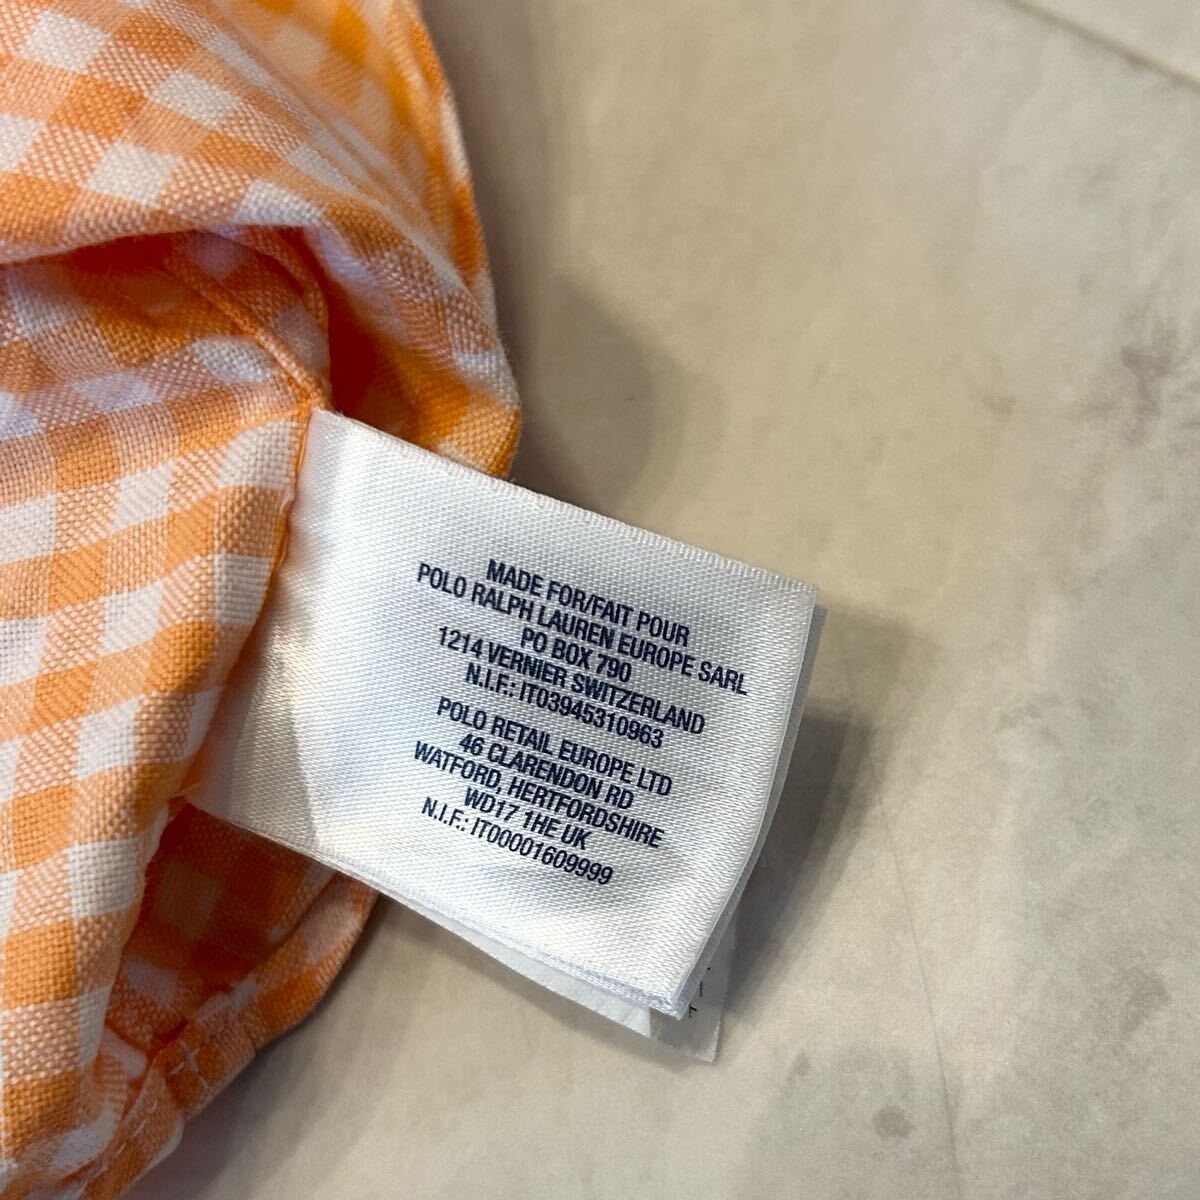 MADE FOR/FAIT POUR
POLO RALPH LAUREN EUROPE SARL
PO BOX 790
1214 VERNIER SWITZERLAND
N.I.F.: IT03945310963
POLO RETAIL EUROPE LTD
46 CLARENDON RD
WATFORD, HERTFORDSHIRE
WD17 1HE UK
N.I.F.: IT00001609999